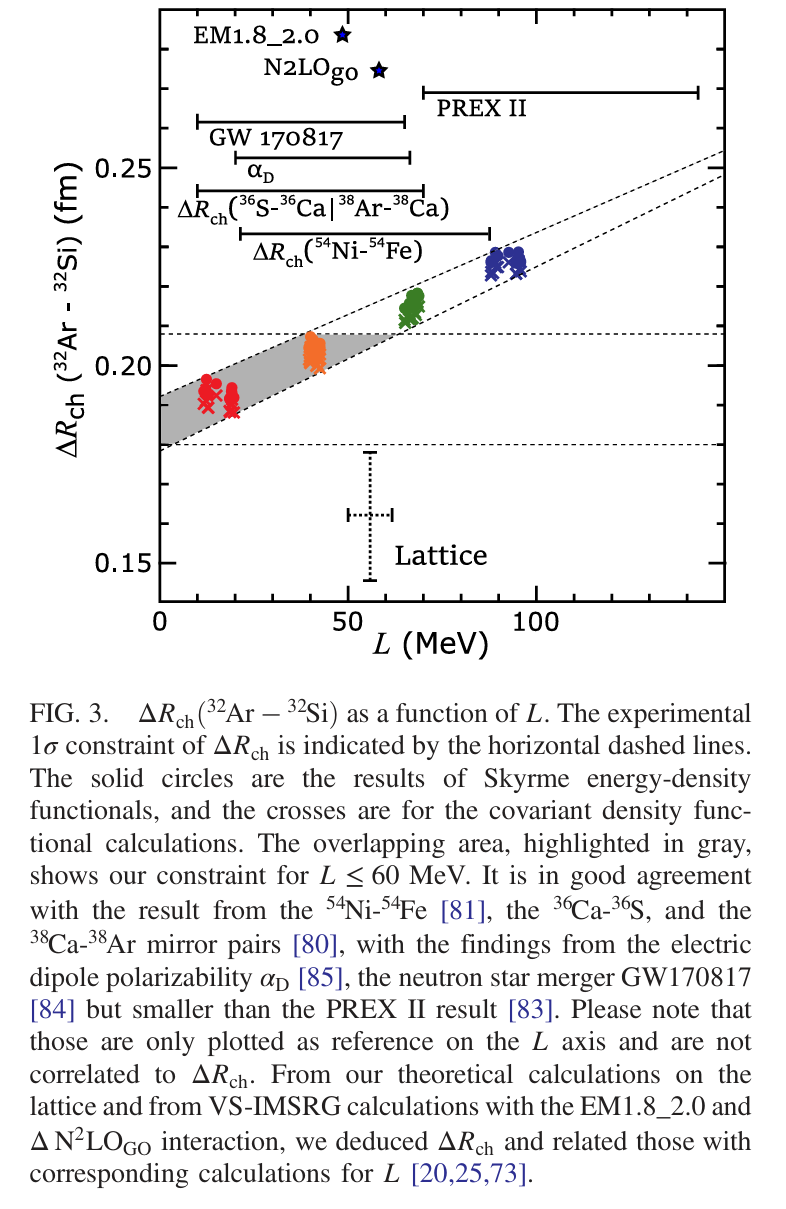 EM1.8_2.0
N2LOgo
PREX II
GW 170817
αD
ΔRch(³⁶S-³⁶Ca|³⁸Ar-³⁸Ca)
ΔRch(⁵⁴Ni-⁵⁴Fe)
ΔRch (³²Ar - ³²Si) (fm)
0.25
0.20
0.15
Lattice
0 50 100
L (MeV)
FIG. 3. ΔRch(³²Ar − ³²Si) as a function of L. The experimental
1σ constraint of ΔRch is indicated by the horizontal dashed lines.
The solid circles are the results of Skyrme energy-density
functionals, and the crosses are for the covariant density func-
tional calculations. The overlapping area, highlighted in gray,
shows our constraint for L ≤ 60 MeV. It is in good agreement
with the result from the ⁵⁴Ni-⁵⁴Fe [81], the ³⁶Ca-³⁶S, and the
³⁸Ca-³⁸Ar mirror pairs [80], with the findings from the electric
dipole polarizability αD [85], the neutron star merger GW170817
[84] but smaller than the PREX II result [83]. Please note that
those are only plotted as reference on the L axis and are not
correlated to ΔRch. From our theoretical calculations on the
lattice and from VS-IMSRG calculations with the EM1.8_2.0 and
Δ N²LOGO interaction, we deduced ΔRch and related those with
corresponding calculations for L [20,25,73].